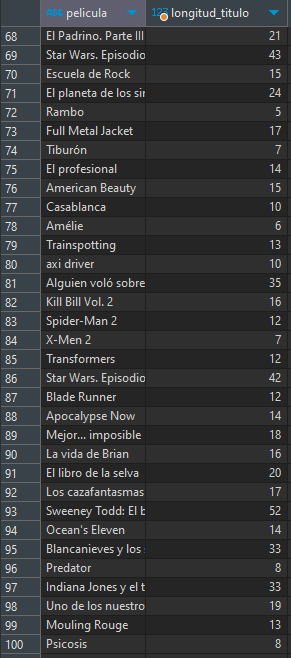 ABC pelicula 123 longitud_titulo
68 El Padrino. Parte III 21
69 Star Wars. Episodio 43
70 Escuela de Rock 15
71 El planeta de los sir 24
72 Rambo 5
73 Full Metal Jacket 17
74 Tiburón 7
75 El profesional 14
76 American Beauty 15
77 Casablanca 10
78 Amélie 6
79 Trainspotting 13
80 axi driver 10
81 Alguien voló sobre 35
82 Kill Bill Vol. 2 16
83 Spider-Man 2 12
84 X-Men 2 7
85 Transformers 12
86 Star Wars. Episodio 42
87 Blade Runner 12
88 Apocalypse Now 14
89 Mejor... imposible 18
90 La vida de Brian 16
91 El libro de la selva 20
92 Los cazafantasmas 17
93 Sweeney Todd: El b 52
94 Ocean's Eleven 14
95 Blancanieves y los 33
96 Predator 8
97 Indiana Jones y el t 33
98 Uno de los nuestro 19
99 Mouling Rouge 13
100 Psicosis 8